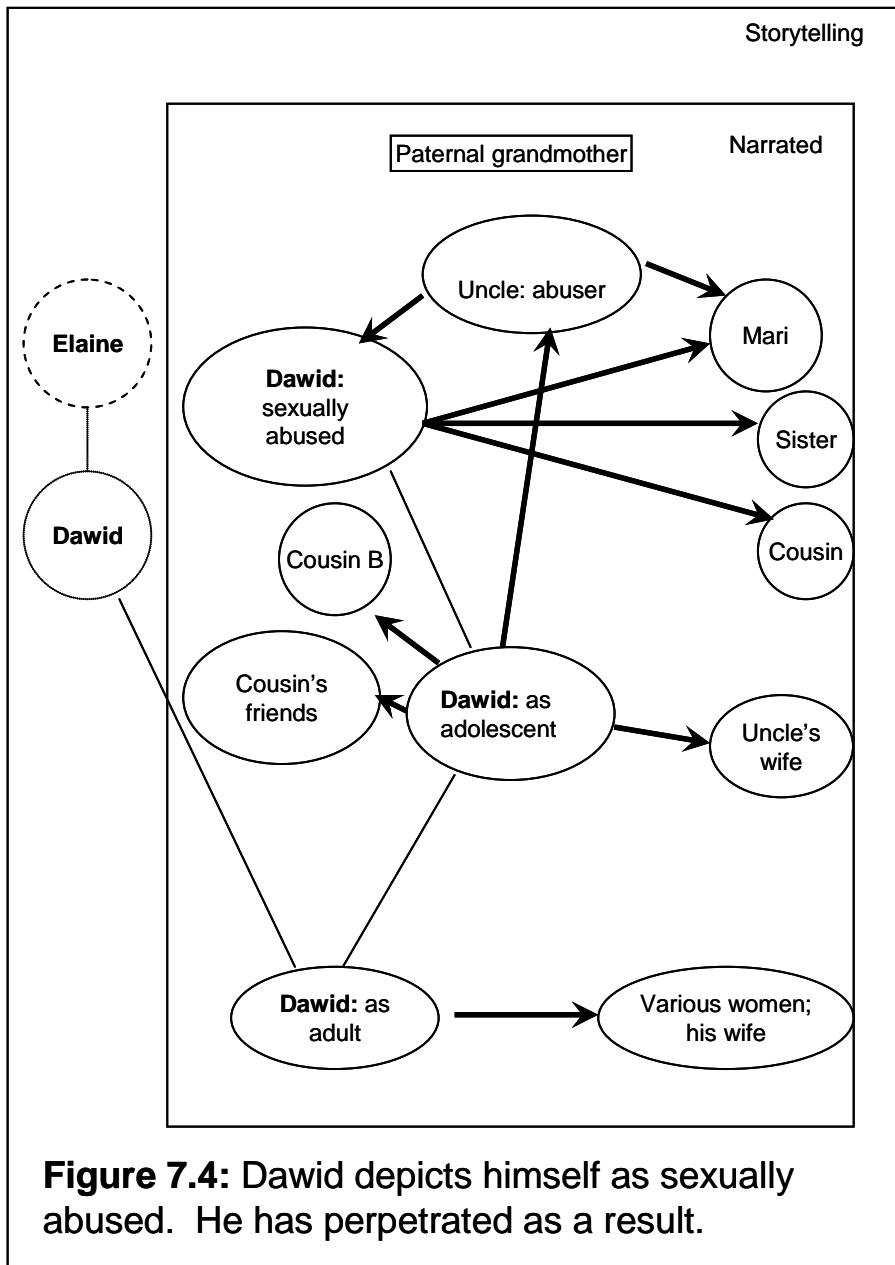 Storytelling
Paternal grandmother
Narrated
Uncle: abuser
Mari
Elaine
Dawid:
sexually
abused
Sister
Dawid
Cousin B
Cousin
Cousin’s
friends
Dawid: as
adolescent
Uncle’s
wife
Dawid: as
adult
Various women;
his wife
Figure 7.4: Dawid depicts himself as sexually
abused. He has perpetrated as a result.